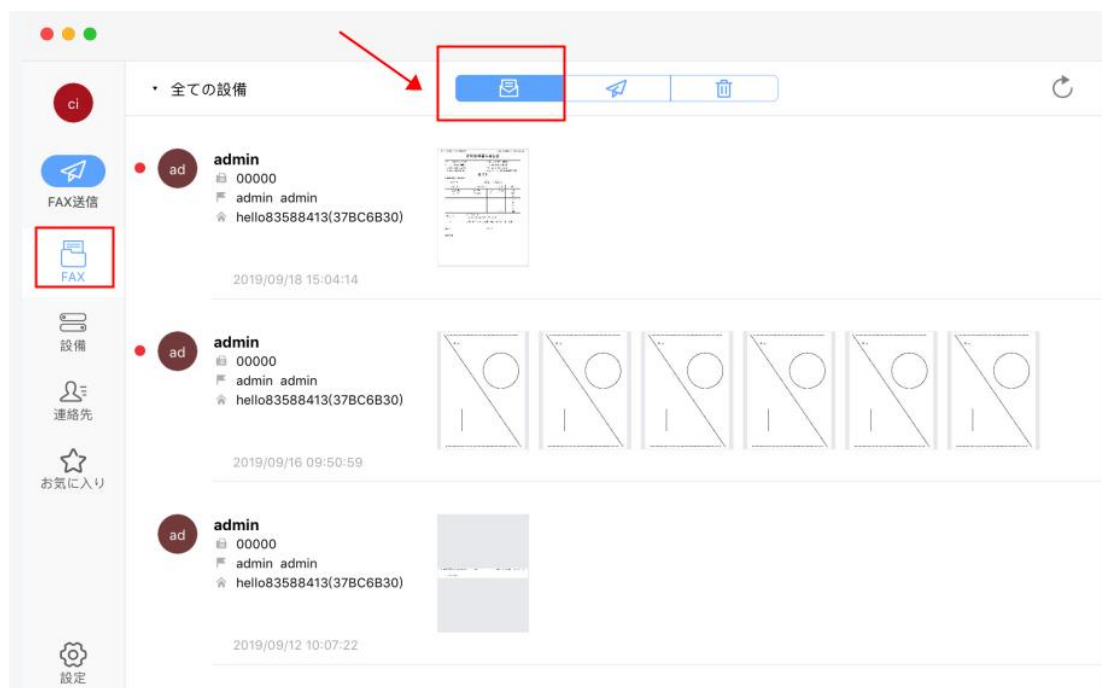 ci
全ての設備
FAX送信
FAX
設備
連絡先
お気に入り
設定
ad
admin
00000
admin admin
hello83588413(37BC6B30)
2019/09/18 15:04:14
ad
admin
00000
admin admin
hello83588413(37BC6B30)
2019/09/16 09:50:59
ad
admin
00000
admin admin
hello83588413(37BC6B30)
2019/09/12 10:07:22